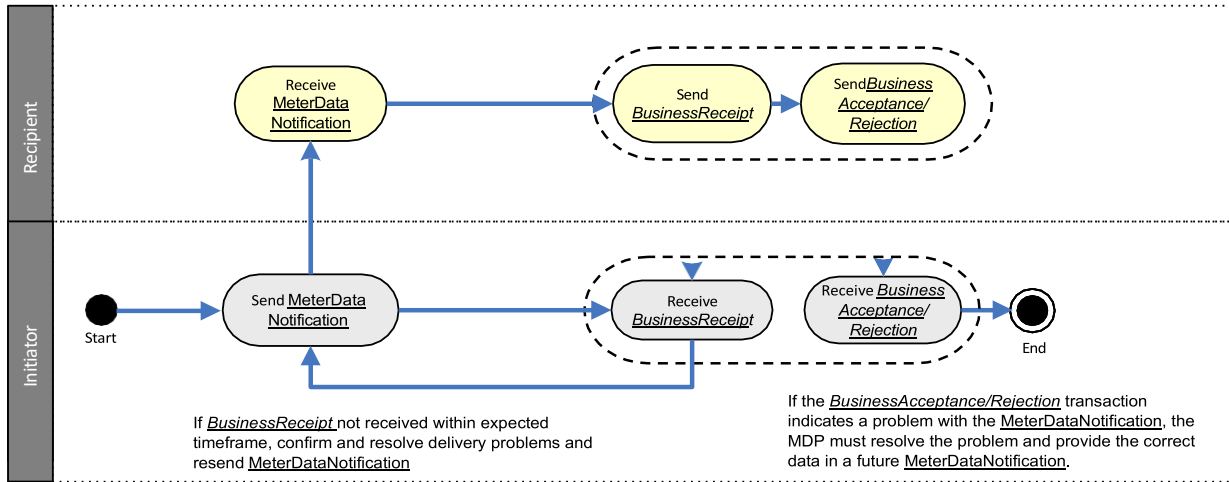 Recipient
Receive
MeterData
Notification
Send
BusinessReceipt
SendBusiness
Acceptance/
Rejection
Initiator
Start
Send MeterData
Notification
Receive
BusinessReceipt
Receive Business
Acceptance/
Rejection
End
If BusinessReceipt not received within expected
timeframe, confirm and resolve delivery problems and
resend MeterDataNotification
If the BusinessAcceptance/Rejection transaction
indicates a problem with the MeterDataNotification, the
MDP must resolve the problem and provide the correct
data in a future MeterDataNotification.